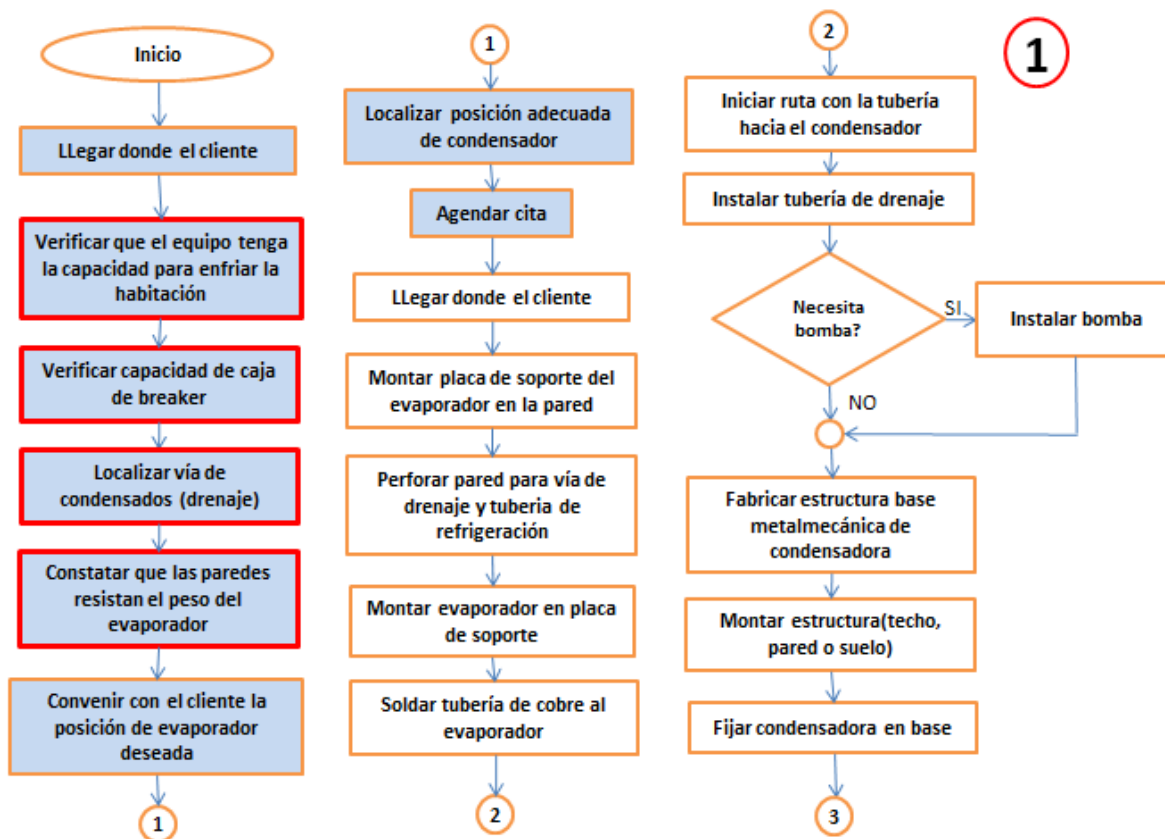 Inicio
LLegar donde el cliente
Verificar que el equipo tenga
la capacidad para enfriar la
habitación
Verificar capacidad de caja
de breaker
Localizar vía de
condensados (drenaje)
Constatar que las paredes
resistan el peso del
evaporador
Convenir con el cliente la
posición de evaporador
deseada
1
1
Localizar posición adecuada
de condensador
Agendar cita
LLegar donde el cliente
Montar placa de soporte del
evaporador en la pared
Perforar pared para vía de
drenaje y tuberia de
refrigeración
Montar evaporador en placa
de soporte
Soldar tubería de cobre al
evaporador
2
2
Iniciar ruta con la tubería
hacia el condensador
Instalar tubería de drenaje
Necesita
bomba?
SI
Instalar bomba
NO
Fabricar estructura base
metalmecánica de
condensadora
Montar estructura(techo,
pared o suelo)
Fijar condensadora en base
3
1